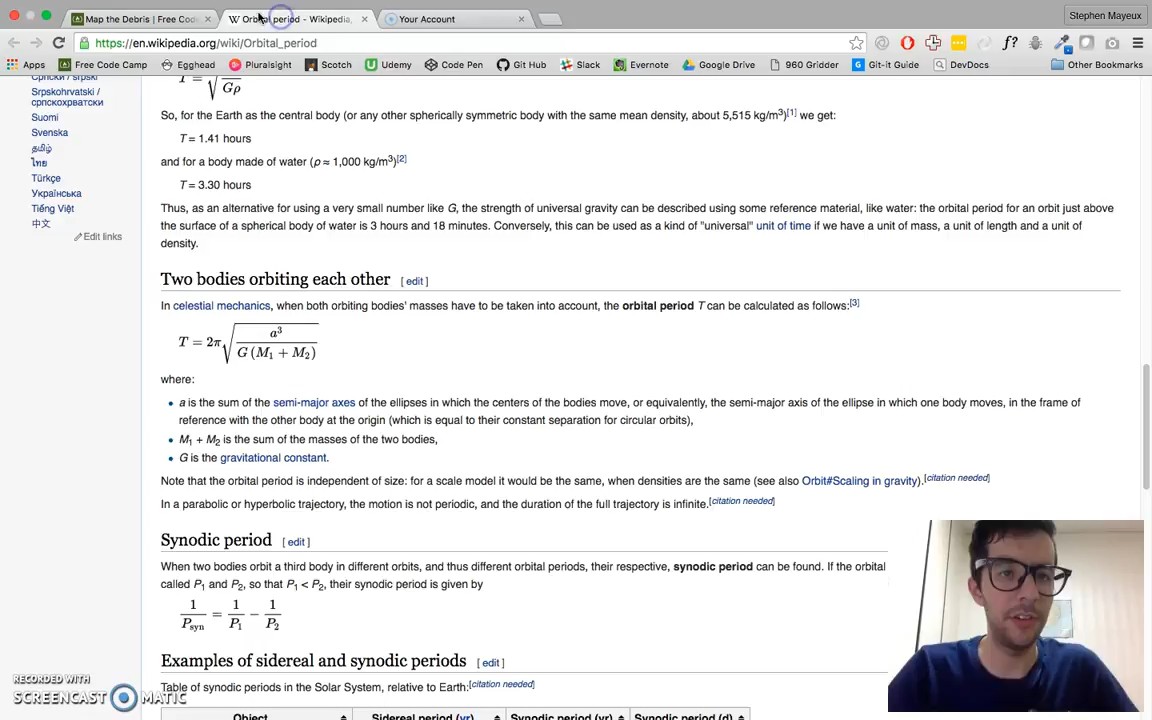 Map the Debris | Free Code
Orbital period - Wikipedia,
Your Account
Stephen Mayeux
https://en.wikipedia.org/wiki/Orbital_period
Apps Free Code Camp Egghead Pluralsight Scotch Udemy Code Pen Git Hub Slack Evernote Google Drive 960 Gridder Git-it Guide DevDocs Other Bookmarks
Српски / srpski
Srpskohrvatski /
српскохрватски
Suomi
Svenska
தமிழ்
ไทย
Türkçe
Українська
Tiếng Việt
中文
Edit links
T = √ Gρ
So, for the Earth as the central body (or any other spherically symmetric body with the same mean density, about 5,515 kg/m³)[1] we get:
T = 1.41 hours
and for a body made of water (ρ ≈ 1,000 kg/m³)[2]
T = 3.30 hours
Thus, as an alternative for using a very small number like G, the strength of universal gravity can be described using some reference material, like water: the orbital period for an orbit just above
the surface of a spherical body of water is 3 hours and 18 minutes. Conversely, this can be used as a kind of "universal" unit of time if we have a unit of mass, a unit of length and a unit of
density.
Two bodies orbiting each other [ edit ]
In celestial mechanics, when both orbiting bodies' masses have to be taken into account, the orbital period T can be calculated as follows:[3]
T = 2π√(a³ / G (M₁ + M₂))
where:
• a is the sum of the semi-major axes of the ellipses in which the centers of the bodies move, or equivalently, the semi-major axis of the ellipse in which one body moves, in the frame of
reference with the other body at the origin (which is equal to their constant separation for circular orbits),
• M₁ + M₂ is the sum of the masses of the two bodies,
• G is the gravitational constant.
Note that the orbital period is independent of size: for a scale model it would be the same, when densities are the same (see also Orbit#Scaling in gravity).[citation needed]
In a parabolic or hyperbolic trajectory, the motion is not periodic, and the duration of the full trajectory is infinite.[citation needed]
Synodic period [ edit ]
When two bodies orbit a third body in different orbits, and thus different orbital periods, their respective, synodic period can be found. If the orbital
called P₁ and P₂, so that P₁ < P₂, their synodic period is given by
1/Psyn = 1/P₁ − 1/P₂
Examples of sidereal and synodic periods [ edit ]
Table of synodic periods in the Solar System, relative to Earth:[citation needed]
Object Sidereal period (yr) Synodic period (yr) Synodic period (d)
RECORDED WITH
SCREENCAST MATIC